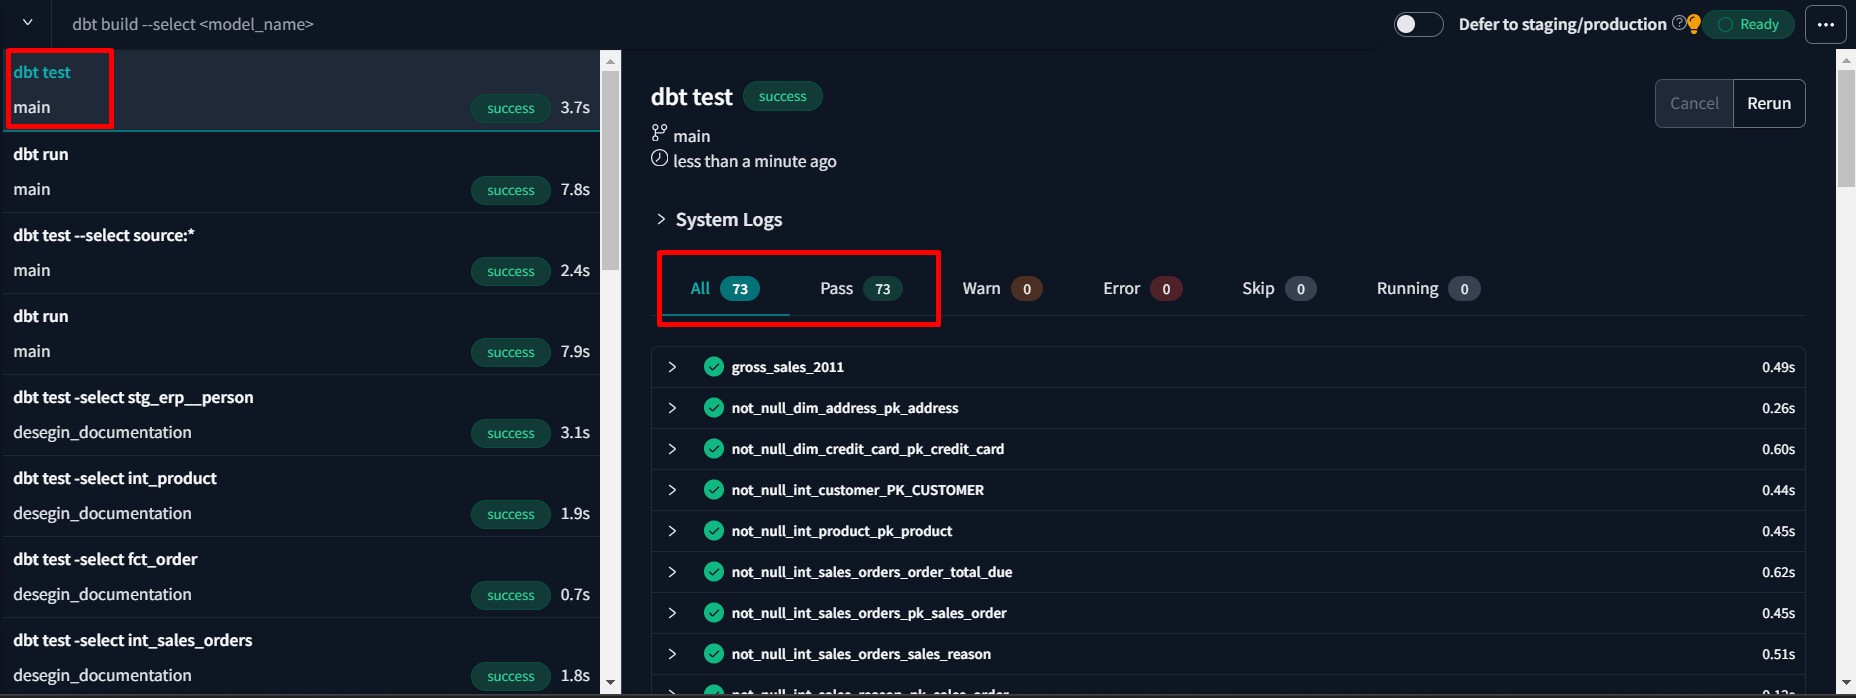 dbt build --select <model_name>
Defer to staging/production
Ready
dbt test
main
success 3.7s
dbt run
main
success 7.8s
dbt test --select source:*
main
success 2.4s
dbt run
main
success 7.9s
dbt test -select stg_erp__person
desegin_documentation
success 3.1s
dbt test -select int_product
desegin_documentation
success 1.9s
dbt test -select fct_order
desegin_documentation
success 0.7s
dbt test -select int_sales_orders
desegin_documentation
success 1.8s
dbt test success
Cancel Rerun
main
less than a minute ago
System Logs
All 73 Pass 73 Warn 0 Error 0 Skip 0 Running 0
gross_sales_2011 0.49s
not_null_dim_address_pk_address 0.26s
not_null_dim_credit_card_pk_credit_card 0.60s
not_null_int_customer_PK_CUSTOMER 0.44s
not_null_int_product_pk_product 0.45s
not_null_int_sales_orders_order_total_due 0.62s
not_null_int_sales_orders_pk_sales_order 0.45s
not_null_int_sales_orders_sales_reason 0.51s